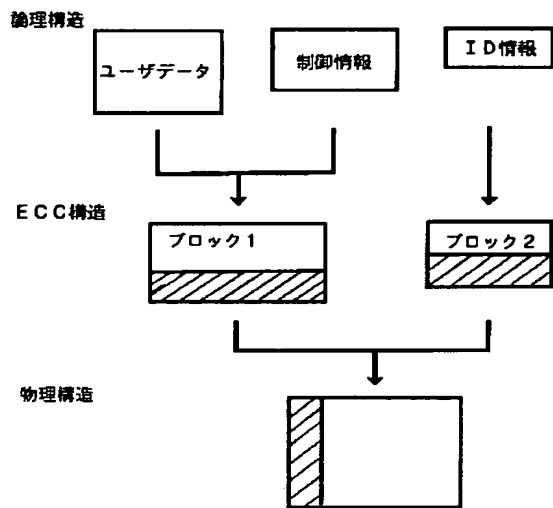 論理構造
ユーザデータ
制御情報
ＩＤ情報
ＥＣＣ構造
ブロック１
ブロック２
物理構造